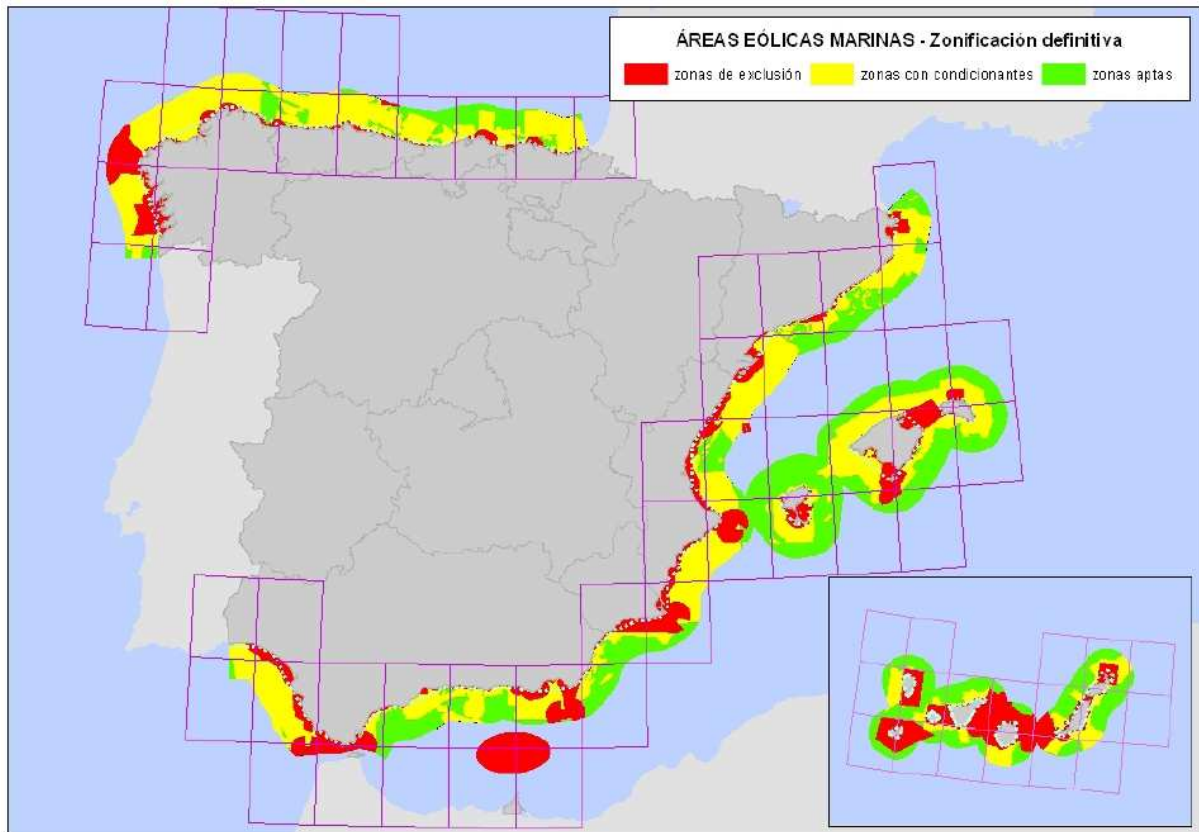 ÁREAS EÓLICAS MARINAS - Zonificación definitiva
zonas de exclusión zonas con condicionantes zonas aptas